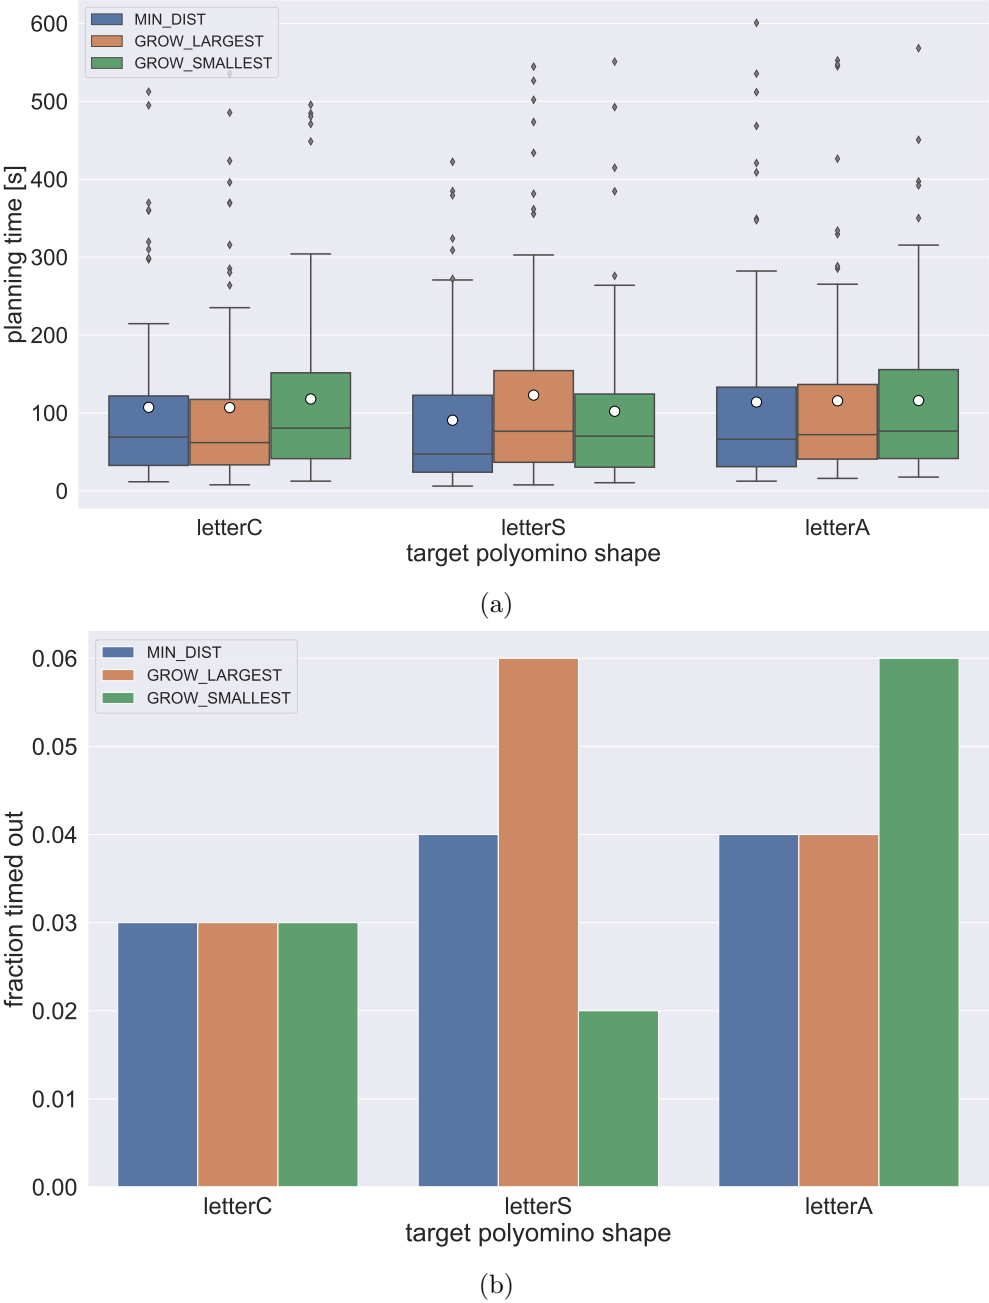 600
500
400
300
200
100
0
planning time [s]
MIN_DIST
GROW_LARGEST
GROW_SMALLEST
letterC
letterS
letterA
target polyomino shape
(a)
0.06
0.05
0.04
0.03
0.02
0.01
0.00
fraction timed out
MIN_DIST
GROW_LARGEST
GROW_SMALLEST
letterC
letterS
letterA
target polyomino shape
(b)